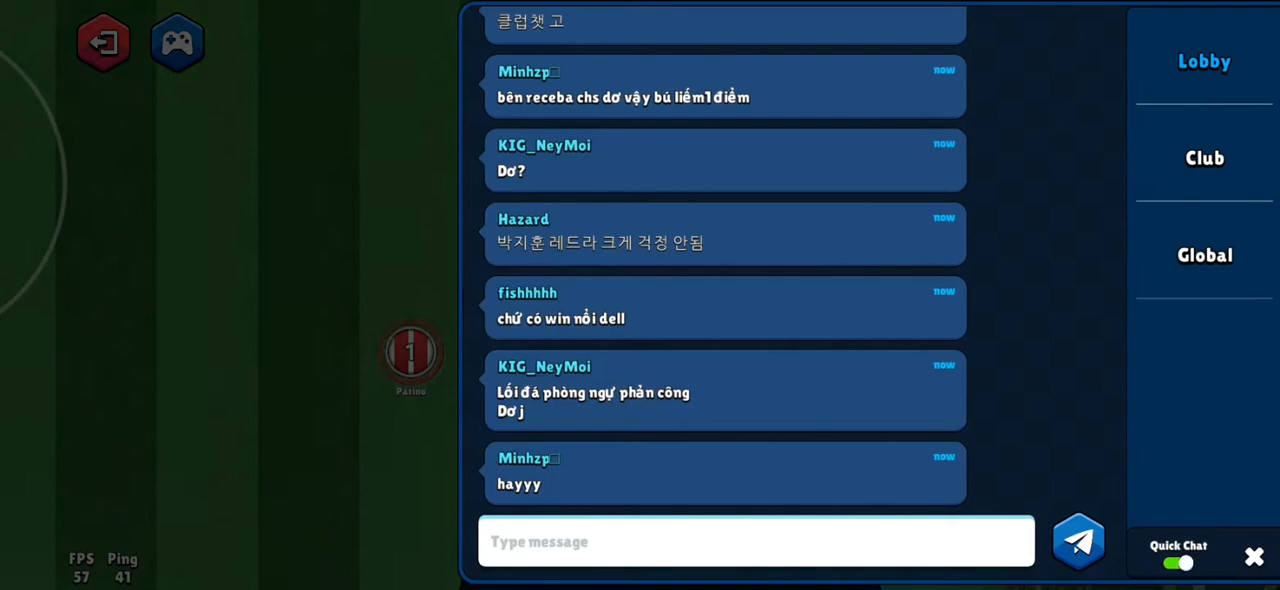 클럽챗 고
Minhzp
now
bên receba chs dơ vậy bú liếm1 điểm
KIG_NeyMoi
now
Dơ?
Hazard
now
박지훈 레드라 크게 걱정 안됨
fishhhhh
now
chứ có win nổi dell
KIG_NeyMoi
now
Lối đá phòng ngự phản công
Dơ j
Minhzp
now
hayyy
Type message
Lobby
Club
Global
Quick Chat
1
Patino
FPS Ping
57 41